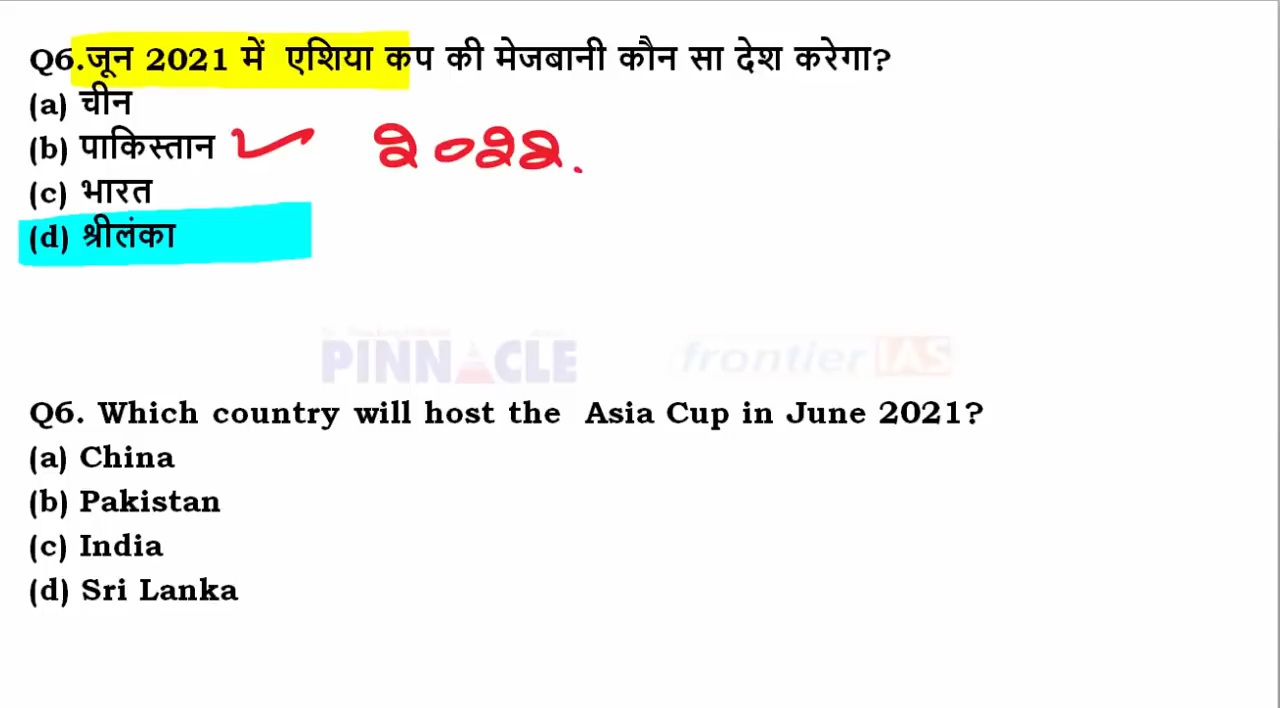 Q6.जून 2021 में एशिया कप की मेजबानी कौन सा देश करेगा?
(a) चीन
(b) पाकिस्तान 2022.
(c) भारत
(d) श्रीलंका
PINNACLE frontier IAS
Q6. Which country will host the Asia Cup in June 2021?
(a) China
(b) Pakistan
(c) India
(d) Sri Lanka